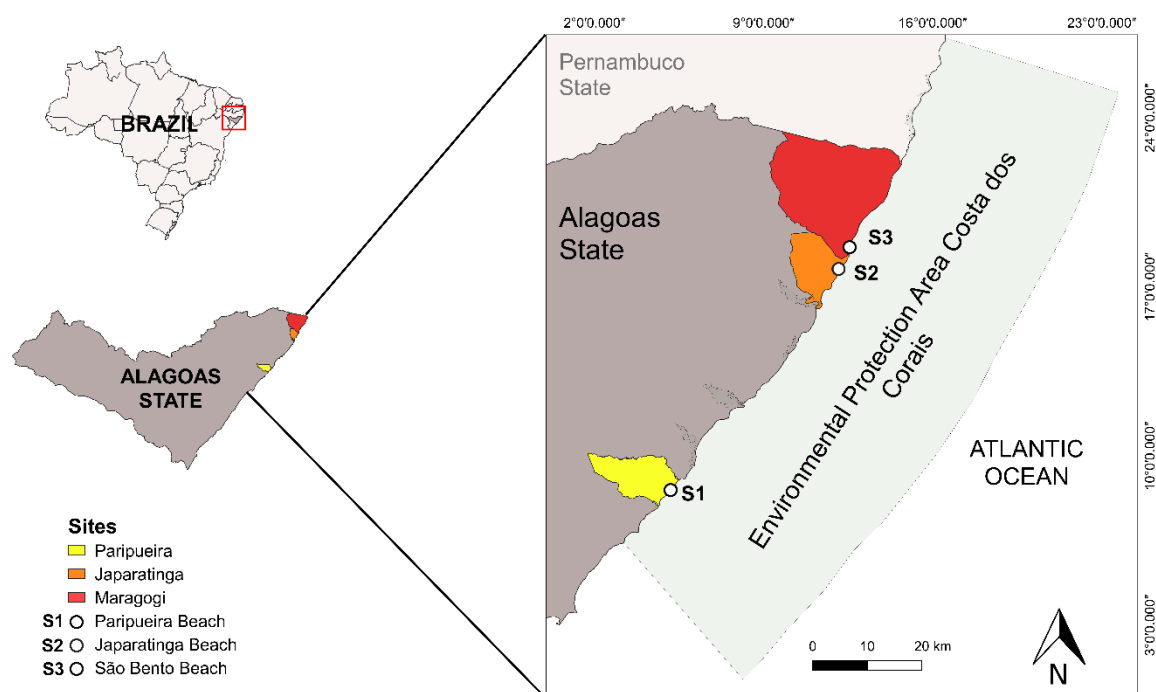 2°0'0.000"
9°0'0.000"
16°0'0.000"
23°0'0.000"
BRAZIL
Pernambuco
State
24°0'0.000"
Alagoas
State
S3
S2
17°0'0.000"
Environmental Protection Area Costa dos
Corais
ALAGOAS
STATE
ATLANTIC
OCEAN
10°0'0.000"
S1
Sites
Paripueira
Japaratinga
Maragogi
S1 Paripueira Beach
S2 Japaratinga Beach
S3 São Bento Beach
0 10 20 km
N
3°0'0.000"